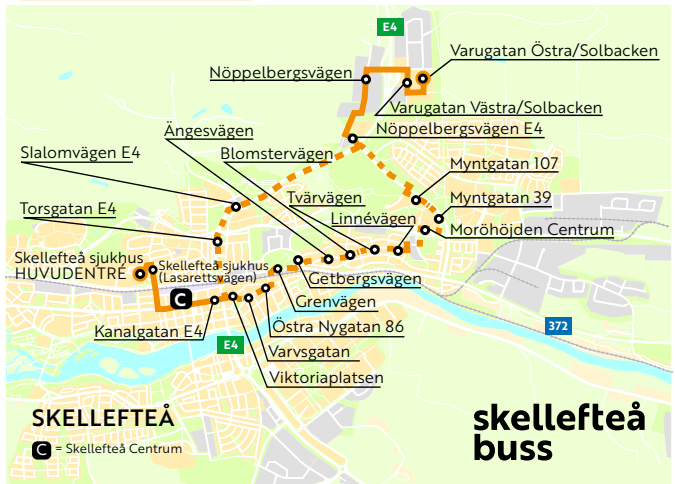 E4
Varugatan Östra/Solbacken
Nöppelbergsvägen
Varugatan Västra/Solbacken
Ängesvägen
Nöppelbergsvägen E4
Slalomvägen E4
Blomstervägen
Myntgatan 107
Tvärvägen
Myntgatan 39
Torsgatan E4
Linnévägen
Moröhöjden Centrum
Skellefteå sjukhus
HUVUDENTRÉ
Skellefteå sjukhus
(Lasarettsvägen)
Getbergsvägen
C
Grenvägen
Kanalgatan E4
Östra Nygatan 86
372
E4
Varvsgatan
Viktoriaplatsen
SKELLEFTEÅ
C = Skellefteå Centrum
skellefteå
buss